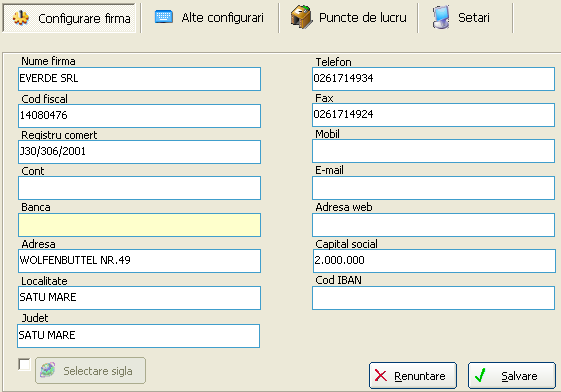 Configurare firma
Alte configurari
Puncte de lucru
Setari
Nume firma
EVERDE SRL
Cod fiscal
14080476
Registru comert
J30/306/2001
Cont
Banca
Adresa
WOLFENBUTTEL NR.49
Localitate
SATU MARE
Judet
SATU MARE
Selectare sigla
Telefon
0261714934
Fax
0261714924
Mobil
E-mail
Adresa web
Capital social
2.000.000
Cod IBAN
Renuntare
Salvare